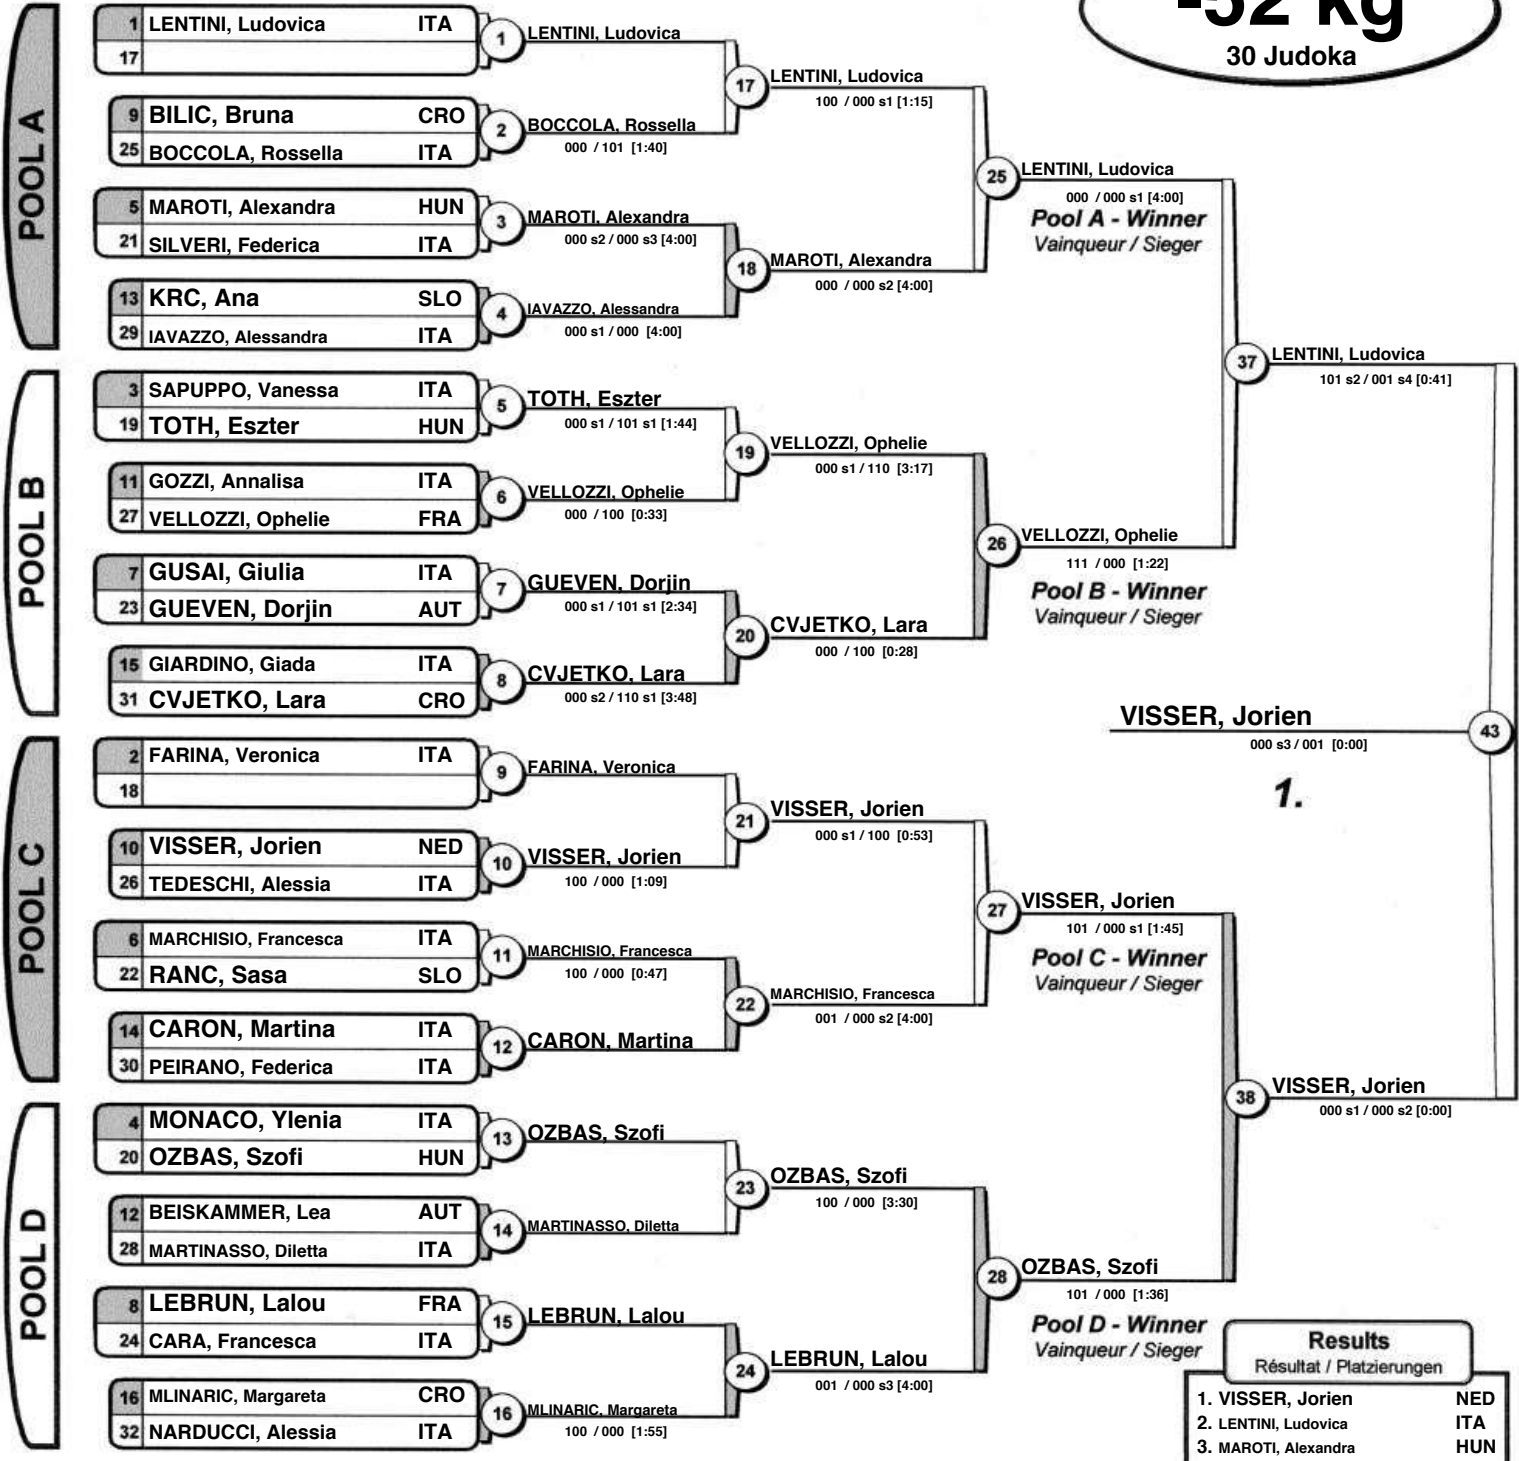 -52 kg
30 Judoka
POOL A
1 LENTINI, Ludovica ITA
17
1 LENTINI, Ludovica
9 BILIC, Bruna CRO
25 BOCCOLA, Rossella ITA
2 BOCCOLA, Rossella
000 / 101 [1:40]
17 LENTINI, Ludovica
100 / 000 s1 [1:15]
5 MAROTI, Alexandra HUN
21 SILVERI, Federica ITA
3 MAROTI, Alexandra
000 s2 / 000 s3 [4:00]
13 KRC, Ana SLO
29 IAVAZZO, Alessandra ITA
4 IAVAZZO, Alessandra
000 s1 / 000 [4:00]
18 MAROTI, Alexandra
000 / 000 s2 [4:00]
25 LENTINI, Ludovica
000 / 000 s1 [4:00]
Pool A - Winner
Vainqueur / Sieger
POOL B
3 SAPUPPO, Vanessa ITA
19 TOTH, Eszter HUN
5 TOTH, Eszter
000 s1 / 101 s1 [1:44]
11 GOZZI, Annalisa ITA
27 VELLOZZI, Ophelie FRA
6 VELLOZZI, Ophelie
000 / 100 [0:33]
19 VELLOZZI, Ophelie
000 s1 / 110 [3:17]
7 GUSAI, Giulia ITA
23 GUEVEN, Dorjin AUT
7 GUEVEN, Dorjin
000 s1 / 101 s1 [2:34]
15 GIARDINO, Giada ITA
31 CVJETKO, Lara CRO
8 CVJETKO, Lara
000 s2 / 110 s1 [3:48]
20 CVJETKO, Lara
000 / 100 [0:28]
26 VELLOZZI, Ophelie
111 / 000 [1:22]
Pool B - Winner
Vainqueur / Sieger
37 LENTINI, Ludovica
101 s2 / 001 s4 [0:41]
VISSER, Jorien 43
000 s3 / 001 [0:00]
1.
POOL C
2 FARINA, Veronica ITA
18
9 FARINA, Veronica
10 VISSER, Jorien NED
26 TEDESCHI, Alessia ITA
10 VISSER, Jorien
100 / 000 [1:09]
21 VISSER, Jorien
000 s1 / 100 [0:53]
6 MARCHISIO, Francesca ITA
22 RANC, Sasa SLO
11 MARCHISIO, Francesca
100 / 000 [0:47]
14 CARON, Martina ITA
30 PEIRANO, Federica ITA
12 CARON, Martina
22 MARCHISIO, Francesca
001 / 000 s2 [4:00]
27 VISSER, Jorien
101 / 000 s1 [1:45]
Pool C - Winner
Vainqueur / Sieger
POOL D
4 MONACO, Ylenia ITA
20 OZBAS, Szofi HUN
13 OZBAS, Szofi
12 BEISKAMMER, Lea AUT
28 MARTINASSO, Diletta ITA
14 MARTINASSO, Diletta
23 OZBAS, Szofi
100 / 000 [3:30]
8 LEBRUN, Lalou FRA
24 CARA, Francesca ITA
15 LEBRUN, Lalou
16 MLINARIC, Margareta CRO
32 NARDUCCI, Alessia ITA
16 MLINARIC, Margareta
100 / 000 [1:55]
24 LEBRUN, Lalou
001 / 000 s3 [4:00]
28 OZBAS, Szofi
101 / 000 [1:36]
Pool D - Winner
Vainqueur / Sieger
38 VISSER, Jorien
000 s1 / 000 s2 [0:00]
Results
Résultat / Platzierungen
1. VISSER, Jorien NED
2. LENTINI, Ludovica ITA
3. MAROTI, Alexandra HUN